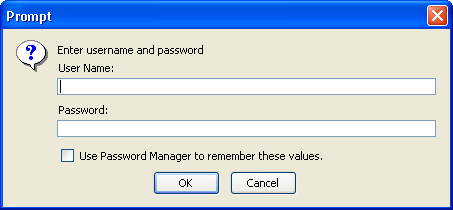 Prompt
Enter username and password
User Name:
Password:
Use Password Manager to remember these values.
OK
Cancel